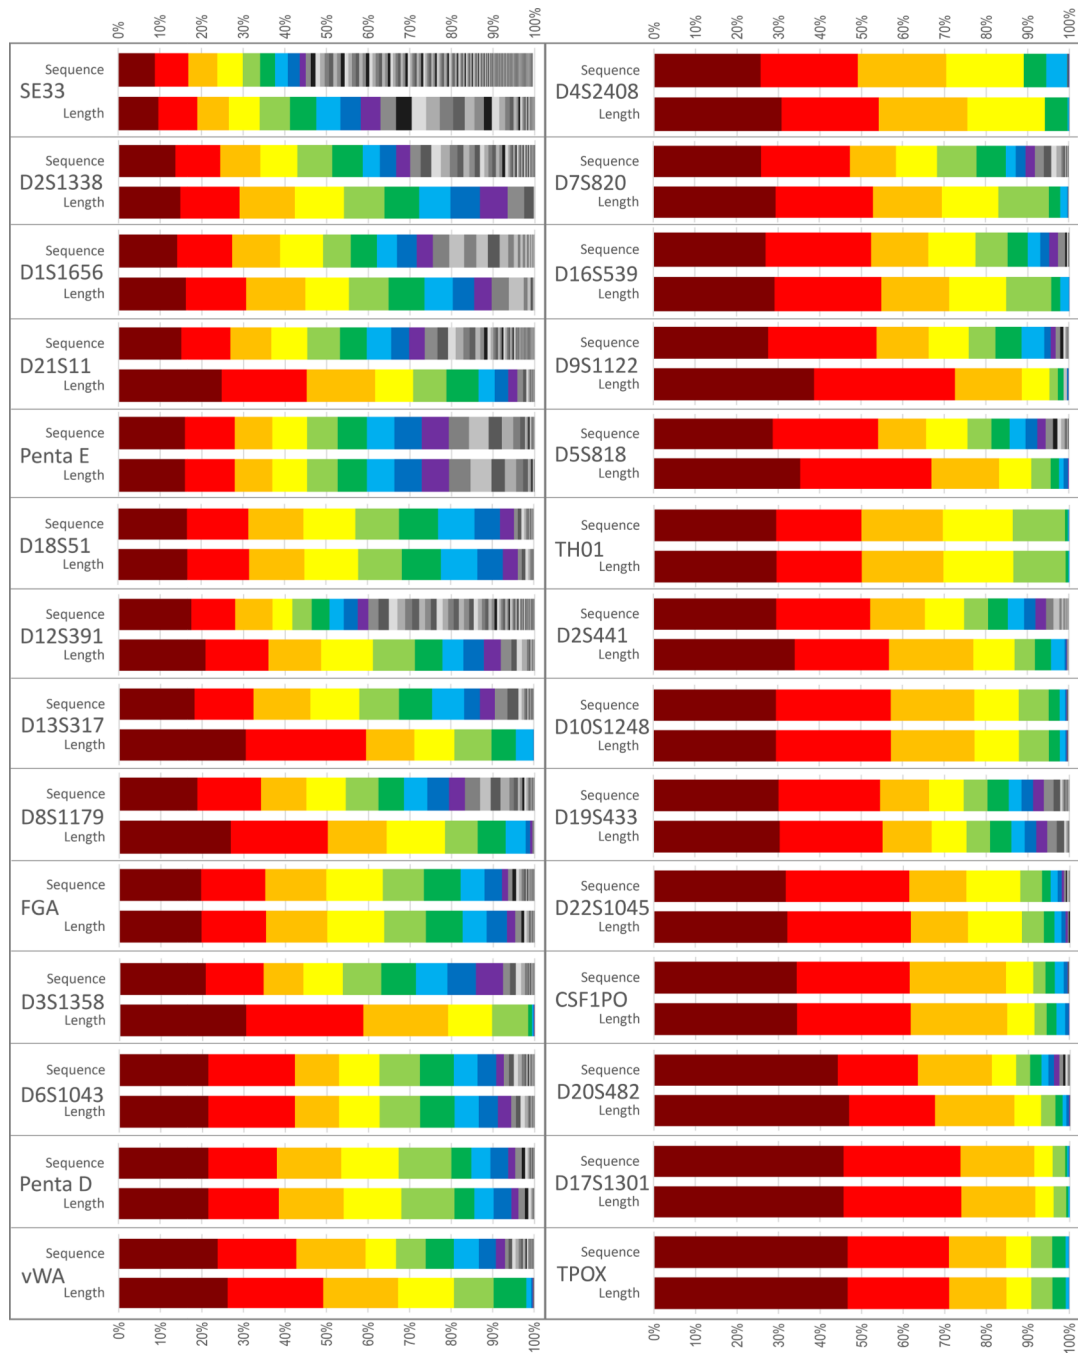 0% 10% 20% 30% 40% 50% 60% 70% 80% 90% 100%
Sequence
SE33
Length
Sequence
D2S1338
Length
Sequence
D1S1656
Length
Sequence
D21S11
Length
Sequence
Penta E
Length
Sequence
D18S51
Length
Sequence
D12S391
Length
Sequence
D13S317
Length
Sequence
D8S1179
Length
Sequence
FGA
Length
Sequence
D3S1358
Length
Sequence
D6S1043
Length
Sequence
Penta D
Length
Sequence
vWA
Length
0% 10% 20% 30% 40% 50% 60% 70% 80% 90% 100%
0% 10% 20% 30% 40% 50% 60% 70% 80% 90% 100%
Sequence
D4S2408
Length
Sequence
D7S820
Length
Sequence
D16S539
Length
Sequence
D9S1122
Length
Sequence
D5S818
Length
Sequence
TH01
Length
Sequence
D2S441
Length
Sequence
D10S1248
Length
Sequence
D19S433
Length
Sequence
D22S1045
Length
Sequence
CSF1PO
Length
Sequence
D20S482
Length
Sequence
D17S1301
Length
Sequence
TPOX
Length
0% 10% 20% 30% 40% 50% 60% 70% 80% 90% 100%